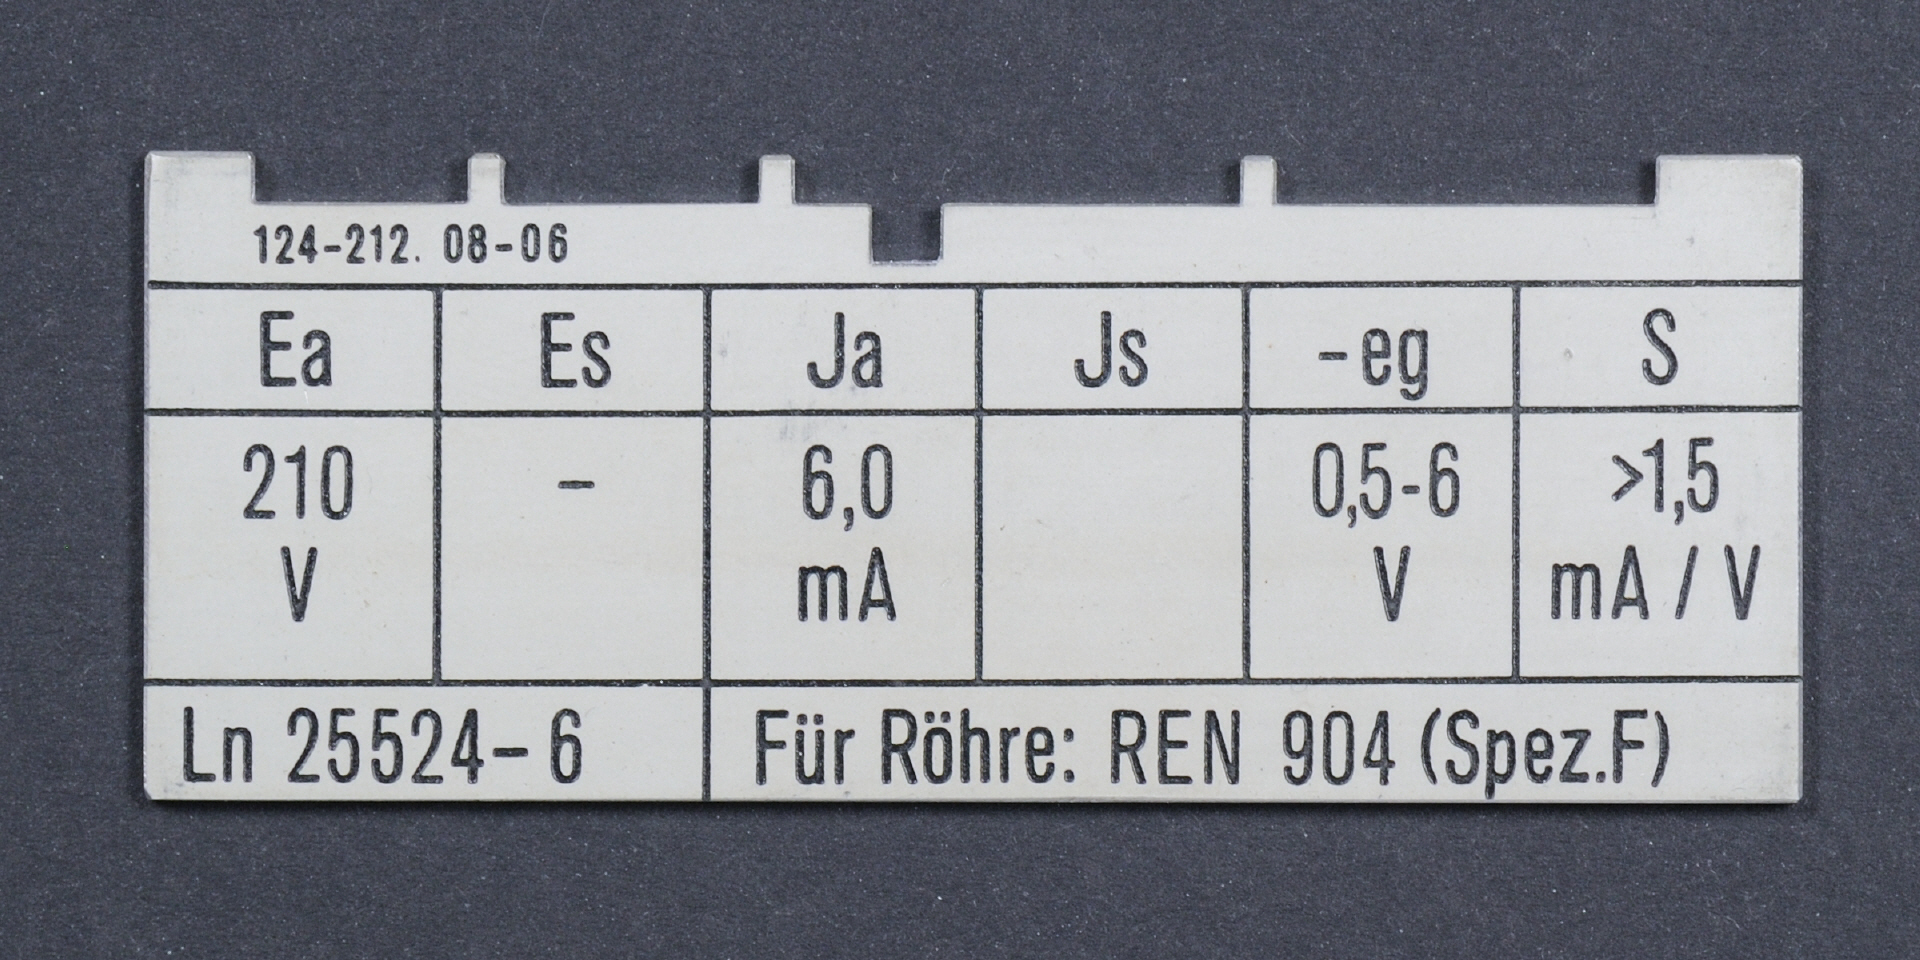 124-212. 08-06
Ea Es Ja Js -eg S
210 - 6,0 0,5-6 >1,5
V mA V mA / V
Ln 25524-6 Für Röhre: REN 904 (Spez.F)